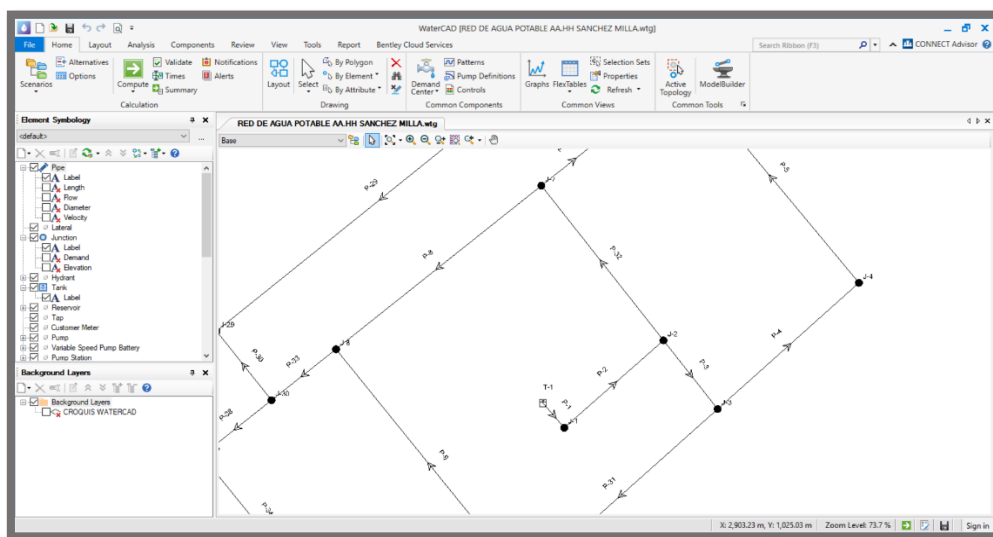 WaterCAD [RED DE AGUA POTABLE AA.HH SANCHEZ MILLA.wtg]
File Home Layout Analysis Components Review View Tools Report Bentley Cloud Services Search Ribbon (F3) CONNECT Advisor
Scenarios
Alternatives
Options
Compute
Validate
Times
Summary
Notifications
Alerts
Calculation
Layout
Select
By Polygon
By Element
By Attribute
Drawing
Demand Center
Patterns
Pump Definitions
Controls
Common Components
Graphs
FlexTables
Selection Sets
Properties
Refresh
Common Views
Active Topology
ModelBuilder
Common Tools
Element Symbology
<default>
Pipe
Label
Length
Flow
Diameter
Velocity
Lateral
Junction
Label
Demand
Elevation
Hydrant
Tank
Label
Reservoir
Tap
Customer Meter
Pump
Variable Speed Pump Battery
Pump Station
Background Layers
Background Layers
CROQUIS WATERCAD
RED DE AGUA POTABLE AA.HH SANCHEZ MILLA.wtg
Base
P-29
J-7
P-5
P-8
P-32
J-4
J-29
P-30
P-33
J-8
J-2
P-4
P-2
P-3
T-1
P-1
J-30
J-3
P-28
J-1
P-6
P-31
P-34
X: 2,903.23 m, Y: 1,025.03 m Zoom Level: 73.7 % Sign in